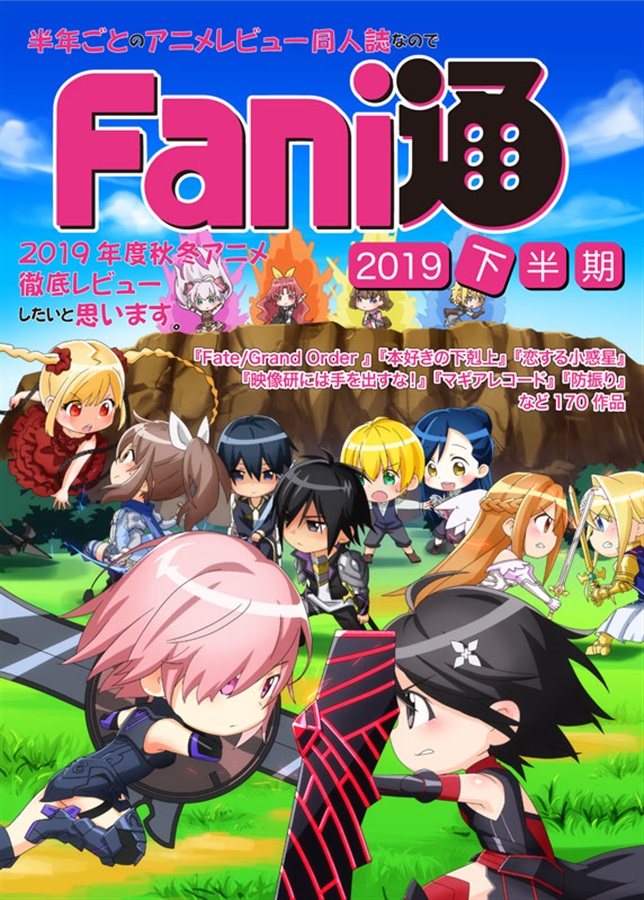 半年ごとのアニメレビュー同人誌なので
Fani通
2019年度秋冬アニメ
徹底レビュー
したいと思います。
2019下半期
『Fate/Grand Order 』『本好きの下剋上』『恋する小惑星』
『映像研には手を出すな!』『マギアレコード』『防振り』
など170作品